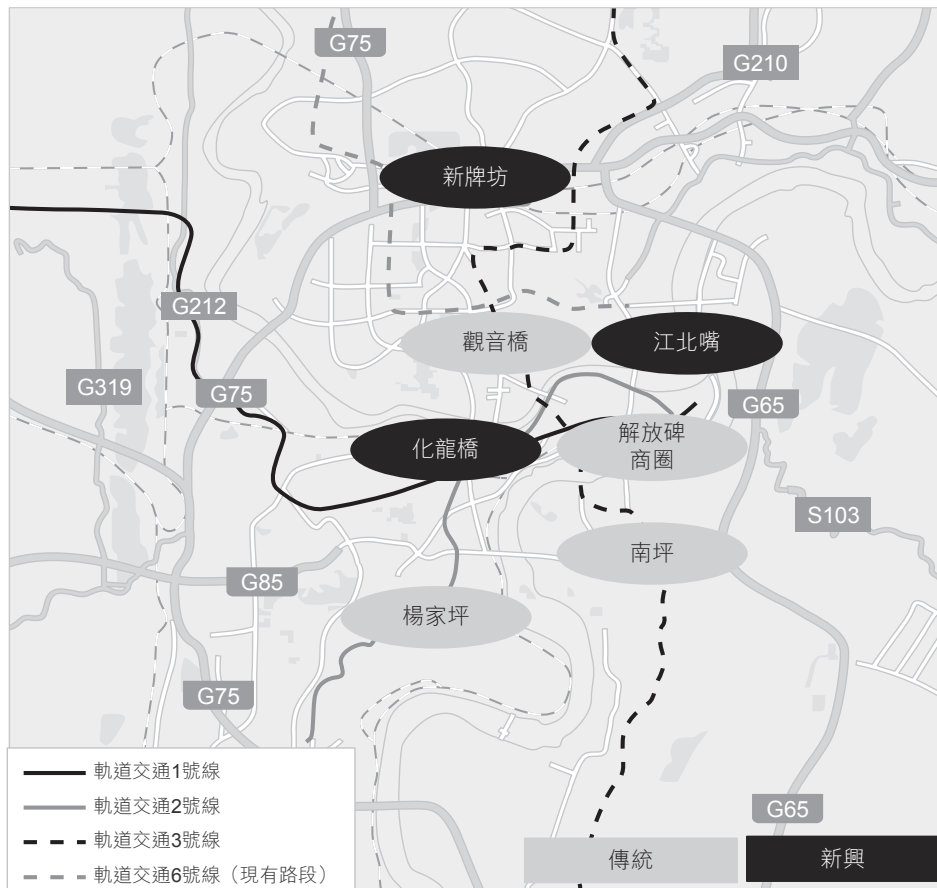 G75
G210
新牌坊
G212
觀音橋
江北嘴
G319
G75
G65
化龍橋
解放碑
商圈
S103
南坪
G85
楊家坪
G75
軌道交通1號線
軌道交通2號線
軌道交通3號線
軌道交通6號線（現有路段）
G65
傳統
新興